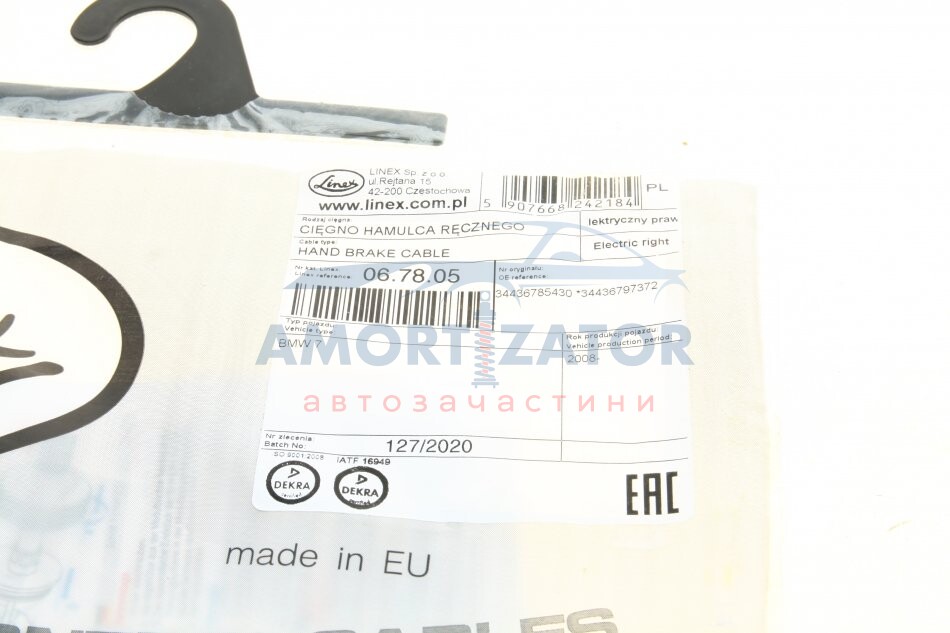 Linex
LINEX Sp. z o.o.
ul.Rejtana 15
42-200 Częstochowa
www.linex.com.pl
5 907668 242184
PL
Rodzaj cięgna:
CIĘGNO HAMULCA RĘCZNEGO
lektryczny praw
Cable type:
HAND BRAKE CABLE
Electric right
Nr kat. Linex:
Linex reference:
06.78.05
Nr oryginału:
OE reference:
34436785430 *34436797372
Typ pojazdu
Vehicle type:
BMW 7
Rok produkcji pojazdu
Vehicle production period:
2008-
AMORTIZATOR
автозачастини
Nr zlecenia:
Batch No:
127/2020
ISO 9001:2008
IATF 16949
DEKRA
certified
DEKRA
certified
EAC
made in EU
CABLES